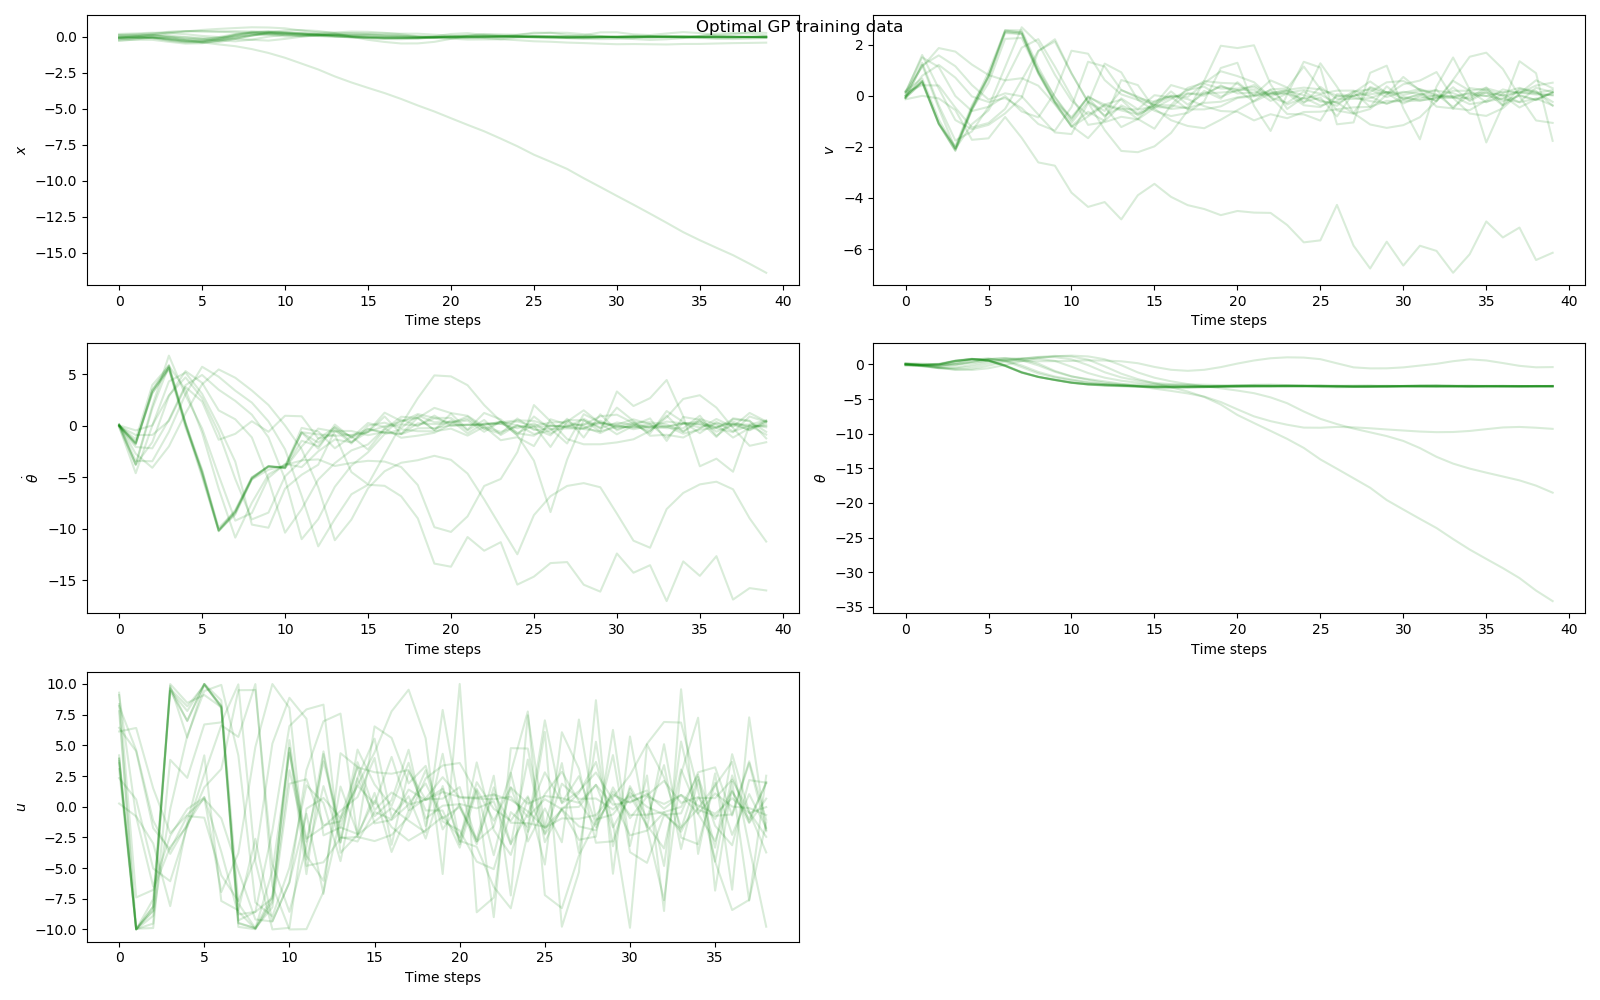 Optimal GP training data
0.0
−2.5
−5.0
−7.5
−10.0
−12.5
−15.0
x
0 5 10 15 20 25 30 35 40
Time steps
2
0
−2
−4
−6
v
0 5 10 15 20 25 30 35 40
Time steps
5
0
−5
−10
−15
θ̇
0 5 10 15 20 25 30 35 40
Time steps
0
−5
−10
−15
−20
−25
−30
−35
θ
0 5 10 15 20 25 30 35 40
Time steps
10.0
7.5
5.0
2.5
0.0
−2.5
−5.0
−7.5
−10.0
u
0 5 10 15 20 25 30 35
Time steps